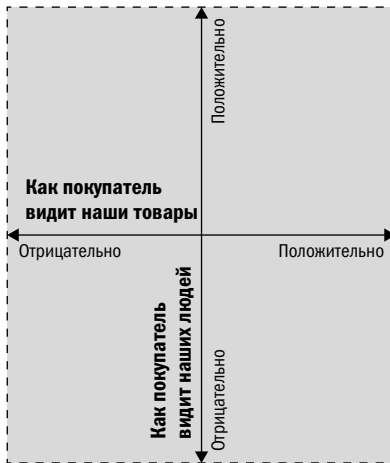 Положительно
Как покупатель
видит наши товары
Отрицательно
Положительно
Как покупатель
видит наших людей
Отрицательно